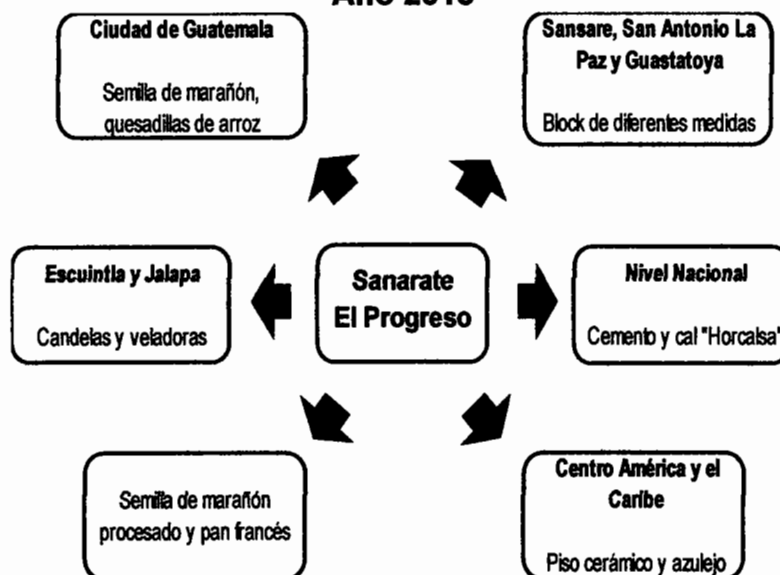 Ciudad de Guatemala
Semilla de marañón,
quesadillas de arroz
Sansare, San Antonio La
Paz y Guastatoya
Block de diferentes medidas
Escuintla y Jalapa
Candelas y veladoras
Sanarate
El Progreso
Nivel Nacional
Cemento y cal "Horcalsa"
Semilla de marañón
procesado y pan francés
Centro América y el
Caribe
Piso cerámico y azulejo